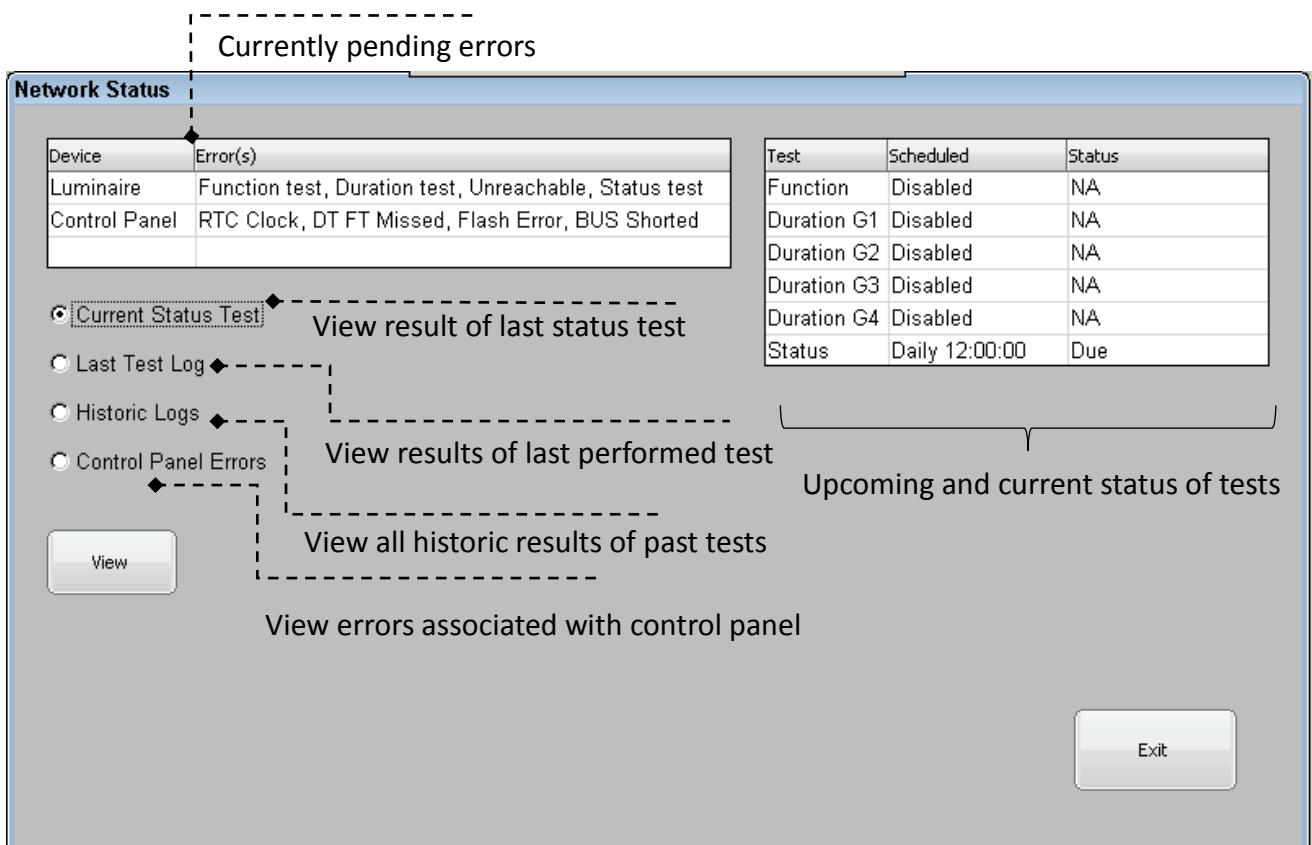 Currently pending errors
Network Status
Device Error(s)
Luminaire Function test, Duration test, Unreachable, Status test
Control Panel RTC Clock, DT FT Missed, Flash Error, BUS Shorted
Test Scheduled Status
Function Disabled NA
Duration G1 Disabled NA
Duration G2 Disabled NA
Duration G3 Disabled NA
Duration G4 Disabled NA
Status Daily 12:00:00 Due
Current Status Test
View result of last status test
Last Test Log
Historic Logs
View results of last performed test
Control Panel Errors
Upcoming and current status of tests
View all historic results of past tests
View
View errors associated with control panel
Exit